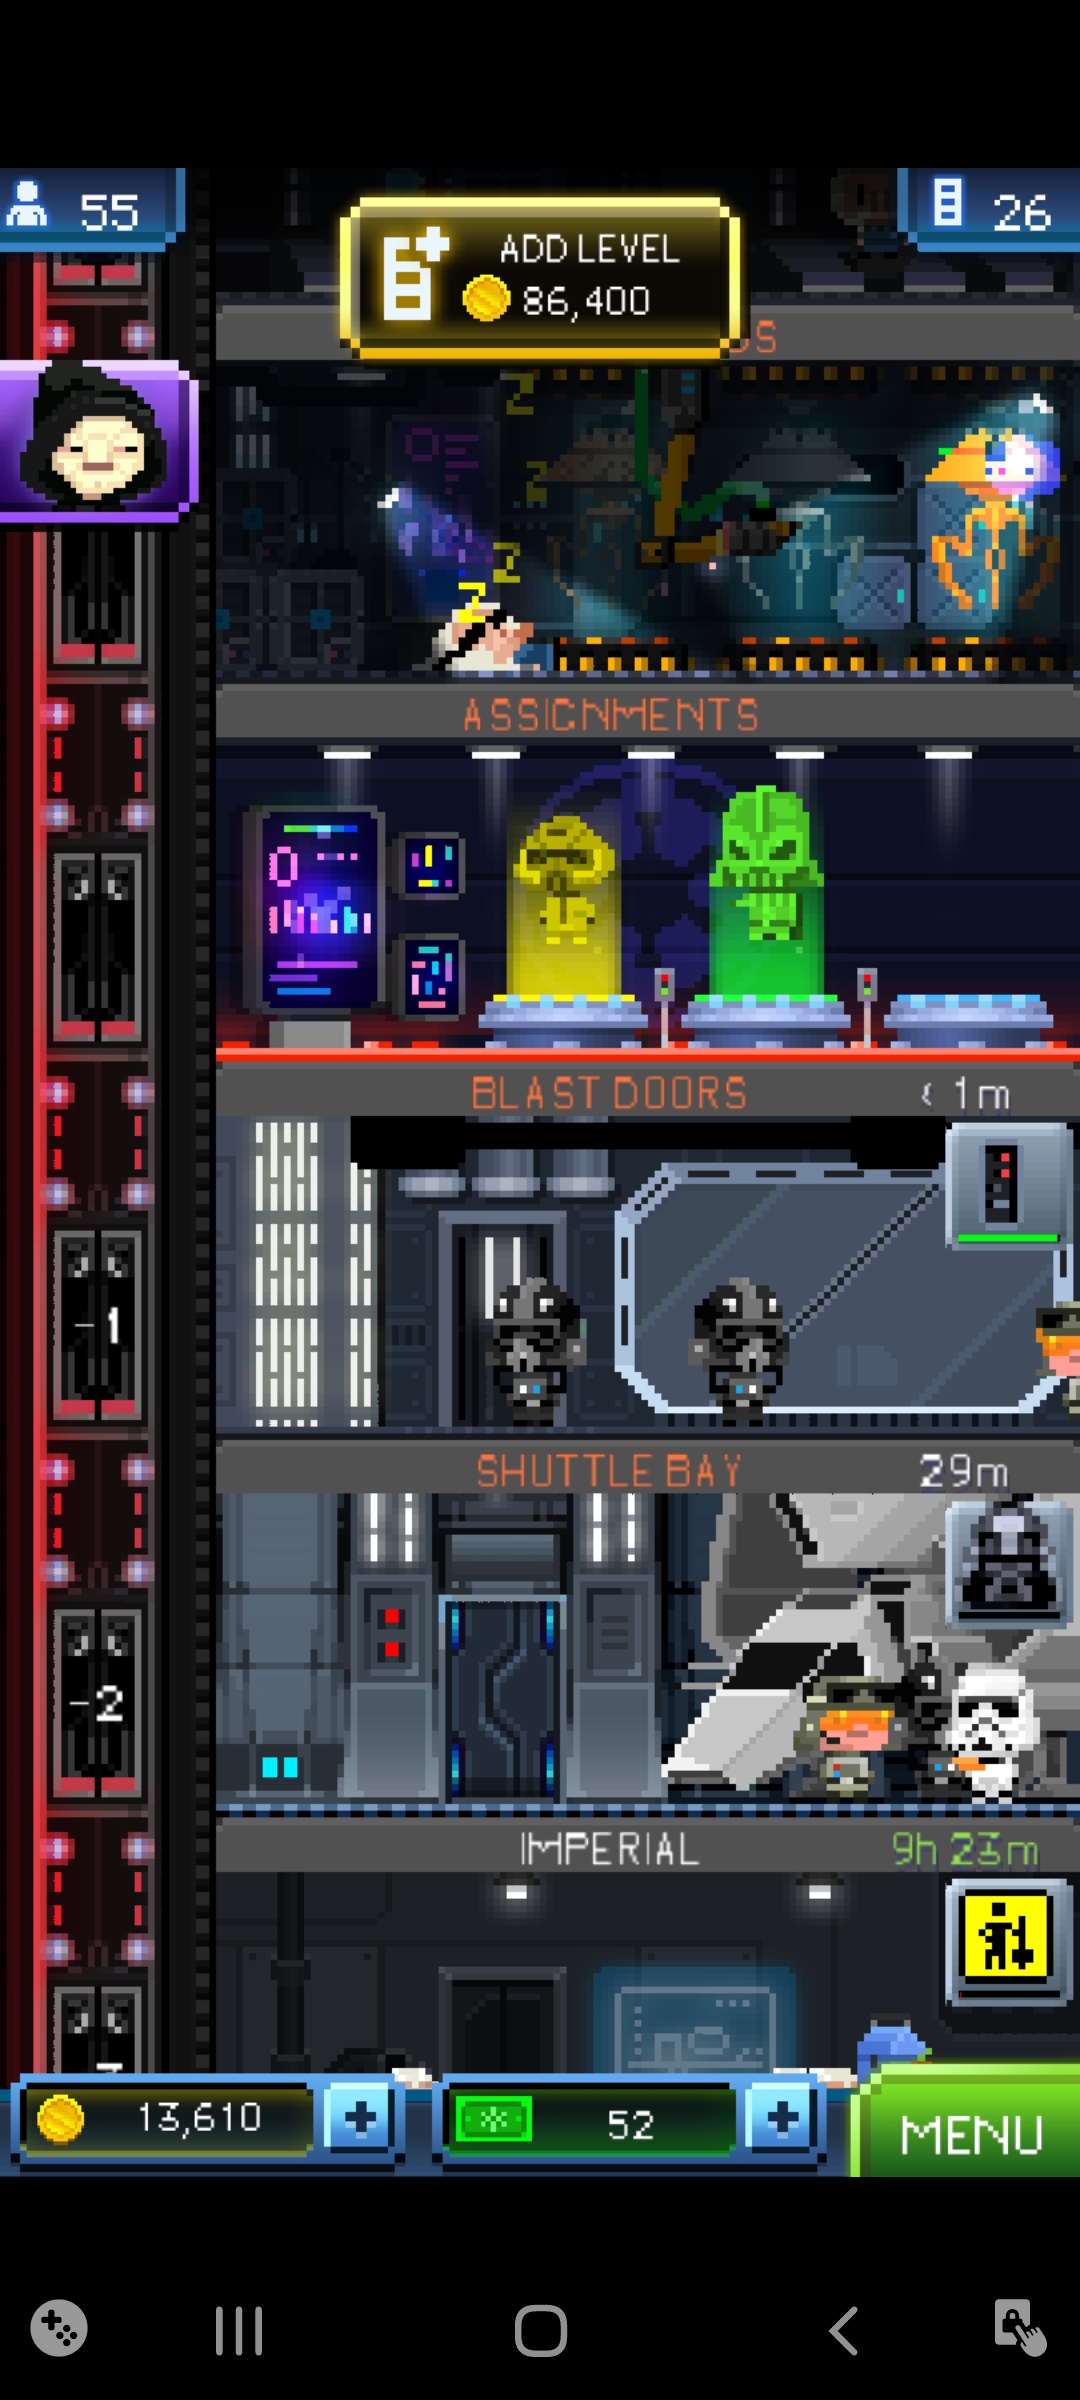 55
ADD LEVEL
86,400
26
Z
Z
Z
Z
ASSIGNMENTS
BLAST DOORS
< 1m
-1
SHUTTLE BAY
29m
-2
IMPERIAL
9h 23m
13,610
52
MENU